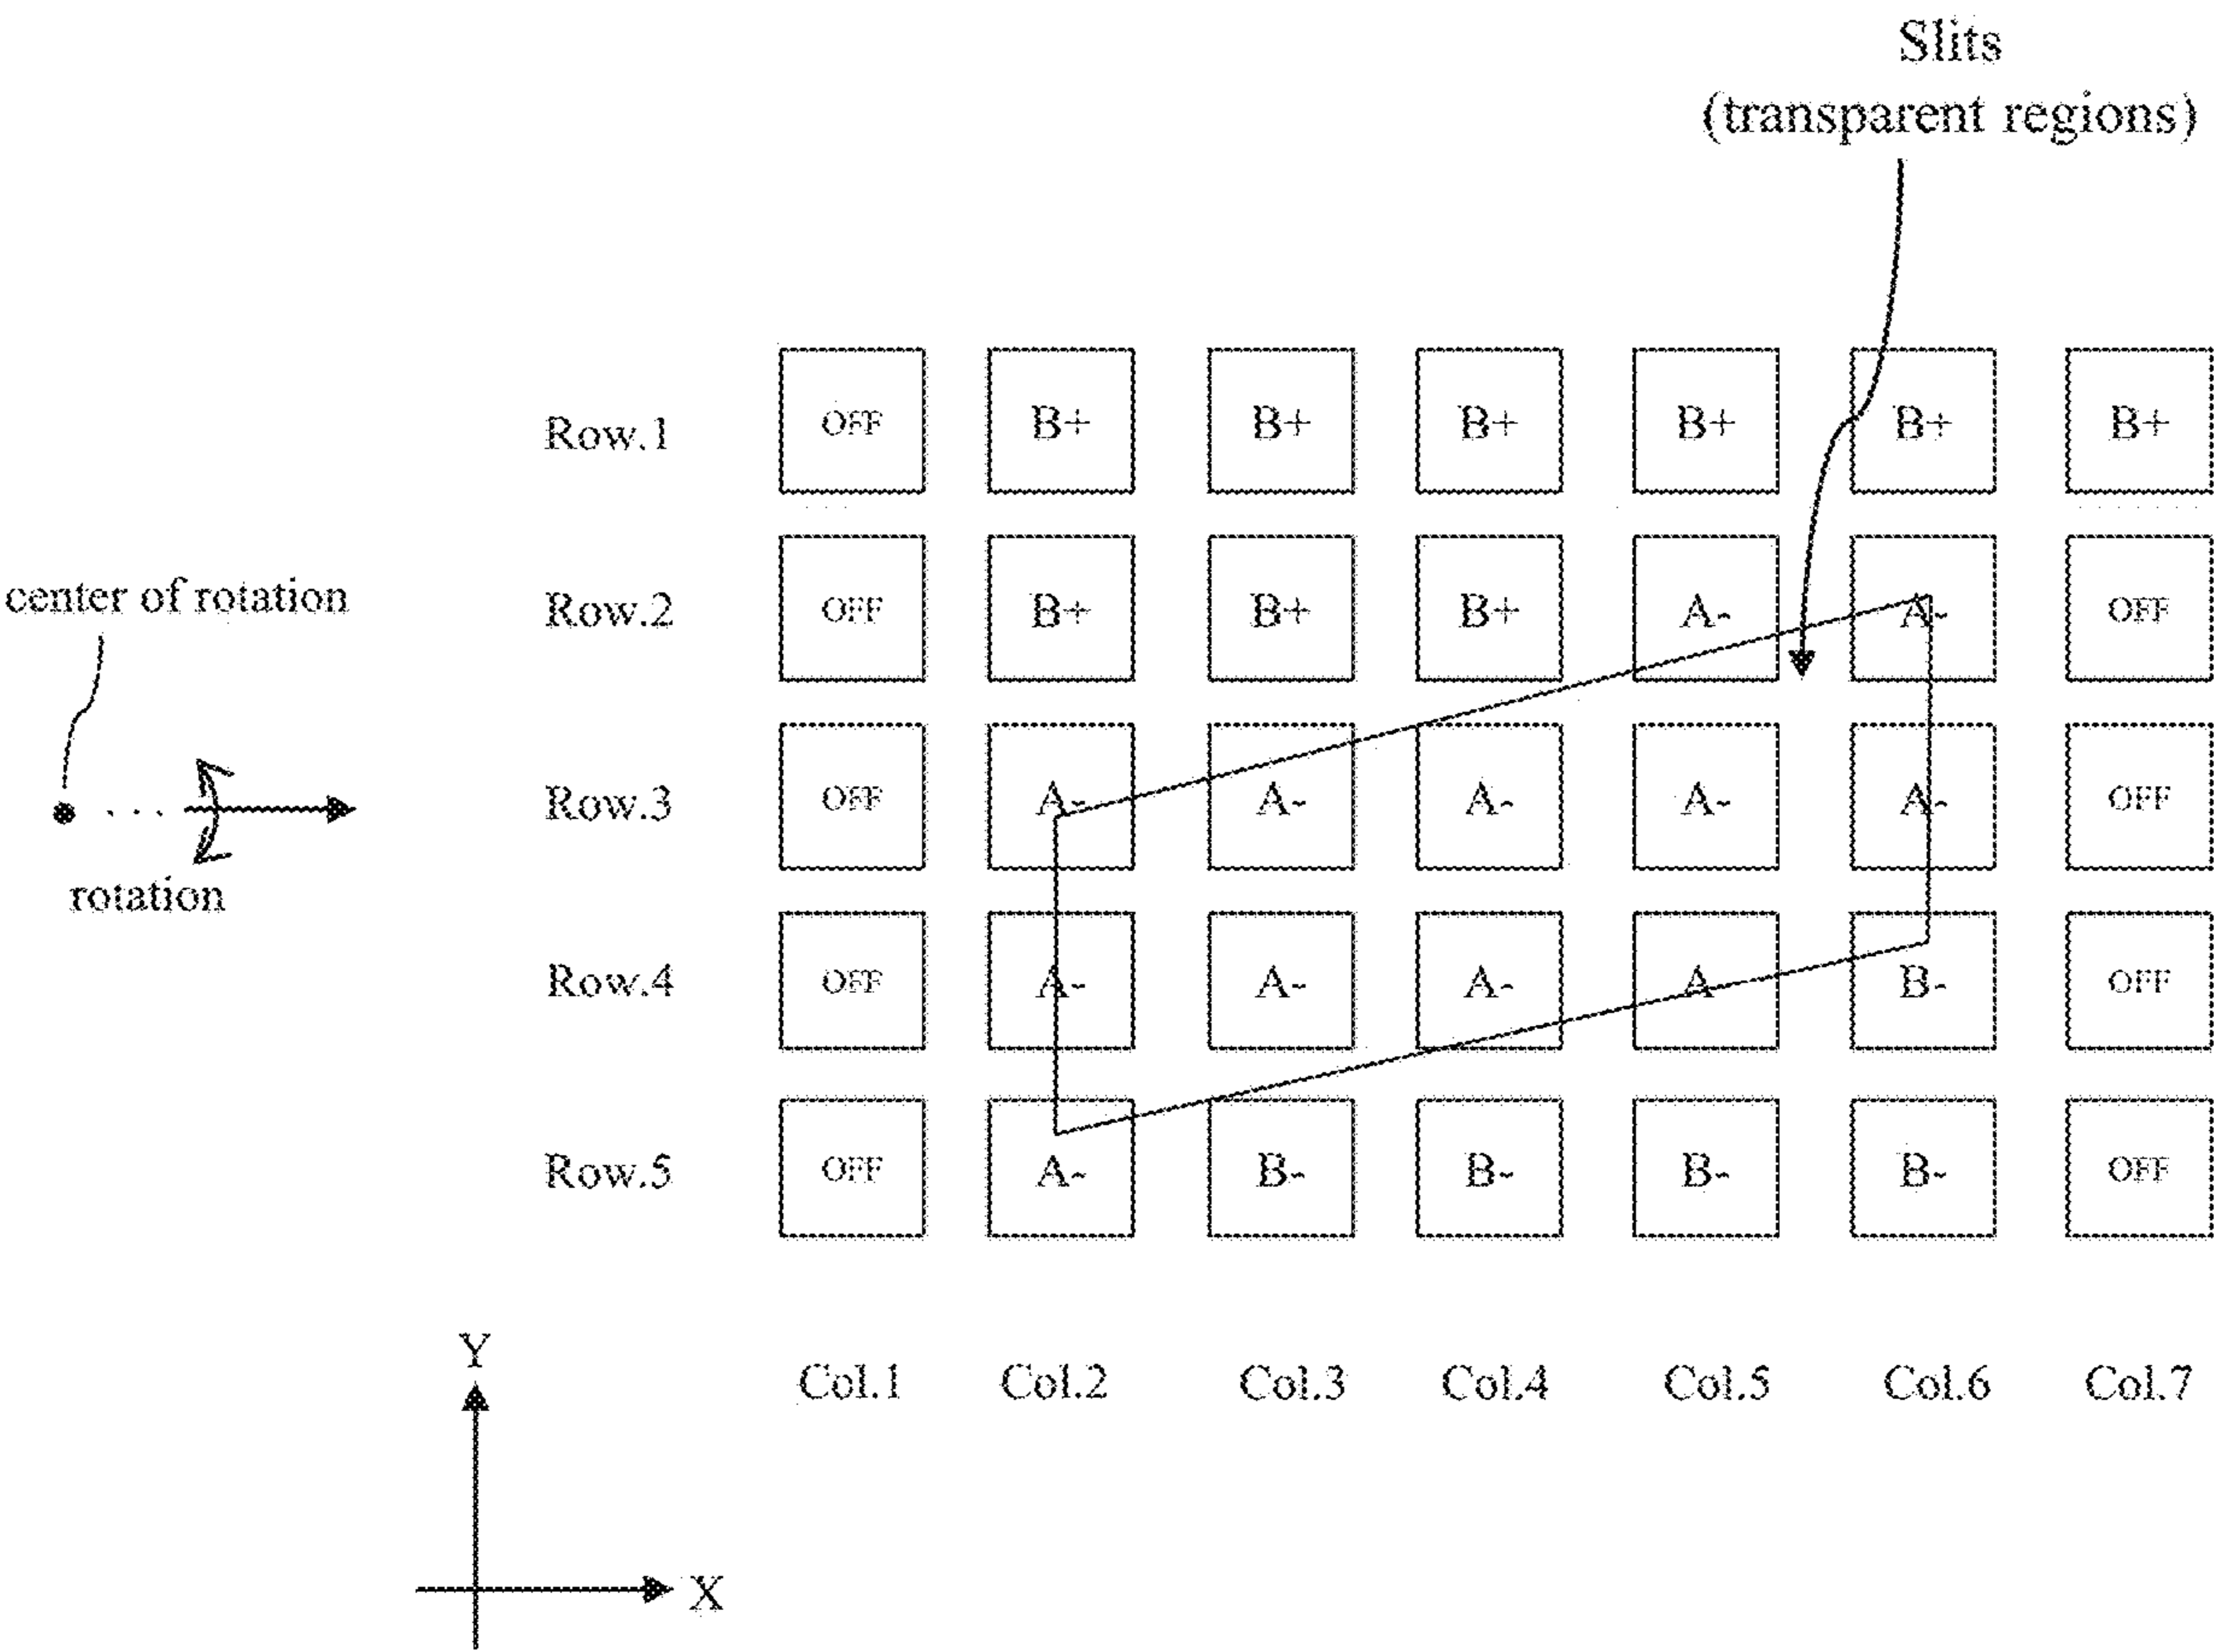 Slits
(transparent regions)
Row.1 OFF B+ B+ B+ B+ B+ B+
center of rotation
Row.2 OFF B+ B+ B+ A- A- OFF
Row.3 OFF A- A- A- A- A- OFF
rotation
Row.4 OFF A- A- A- A- B- OFF
Row.5 OFF A- B- B- B- B- OFF
Y
Col.1 Col.2 Col.3 Col.4 Col.5 Col.6 Col.7
X